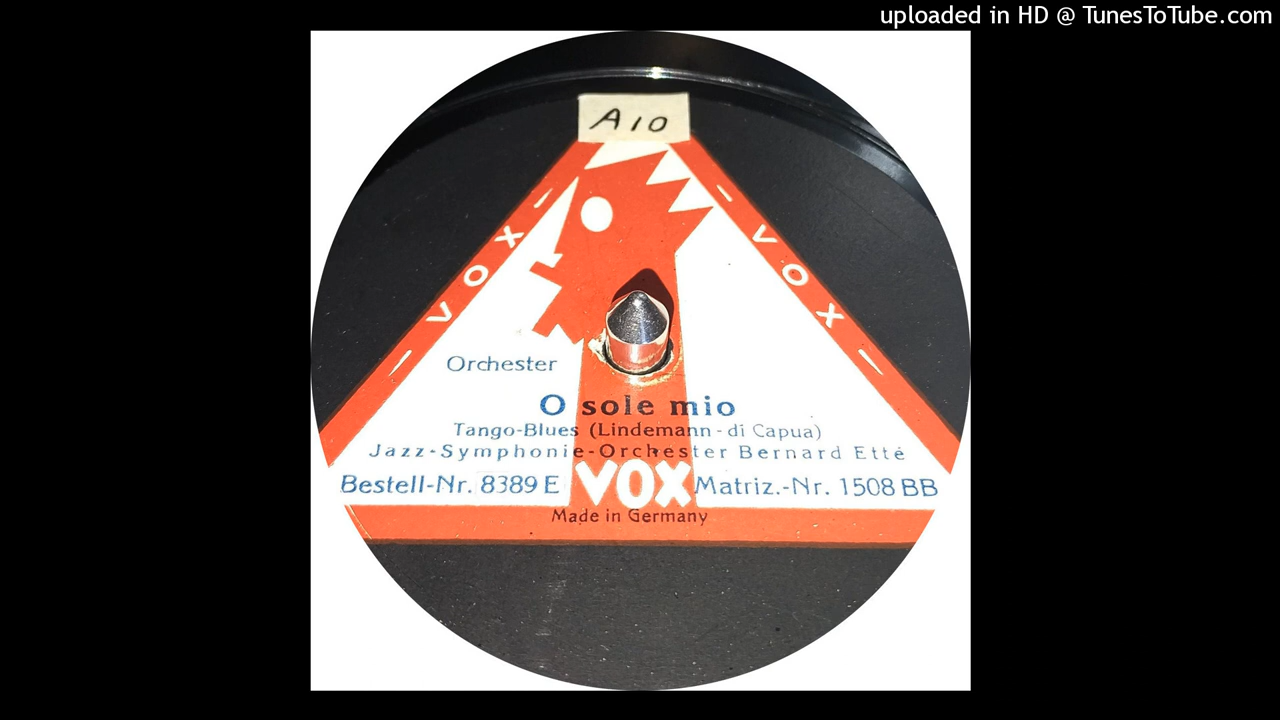 uploaded in HD @ TunesToTube.com
A10
- VOX -
- VOX -
Orchester
O sole mio
Tango-Blues (Lindemann - di Capua)
Jazz-Symphonie-Orchester Bernard Etté
Bestell-Nr. 8389 E VOX Matriz.-Nr. 1508 BB
Made in Germany